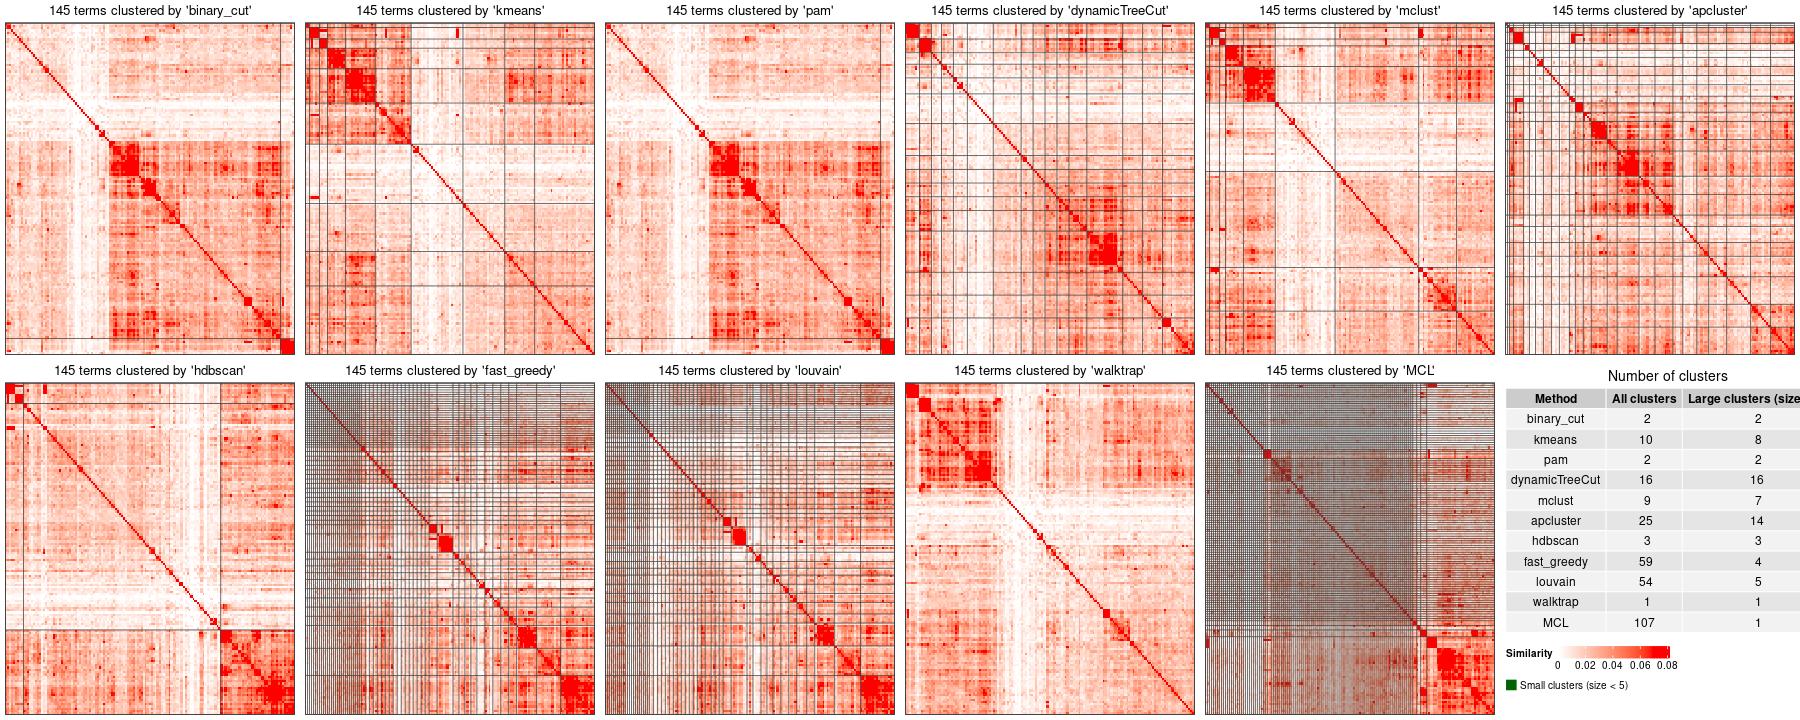 145 terms clustered by 'binary_cut'
145 terms clustered by 'kmeans'
145 terms clustered by 'pam'
145 terms clustered by 'dynamicTreeCut'
145 terms clustered by 'mclust'
145 terms clustered by 'apcluster'
145 terms clustered by 'hdbscan'
145 terms clustered by 'fast_greedy'
145 terms clustered by 'louvain'
145 terms clustered by 'walktrap'
145 terms clustered by 'MCL'
Number of clusters
Method All clusters Large clusters (size
binary_cut 2 2
kmeans 10 8
pam 2 2
dynamicTreeCut 16 16
mclust 9 7
apcluster 25 14
hdbscan 3 3
fast_greedy 59 4
louvain 54 5
walktrap 1 1
MCL 107 1
Similarity
0 0.02 0.04 0.06 0.08
Small clusters (size < 5)